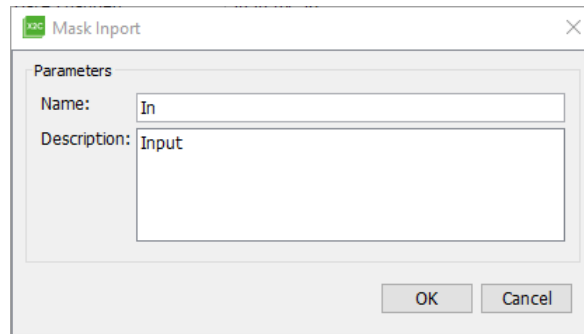 X2C Mask Inport
Parameters
Name: In
Description: Input
OK Cancel